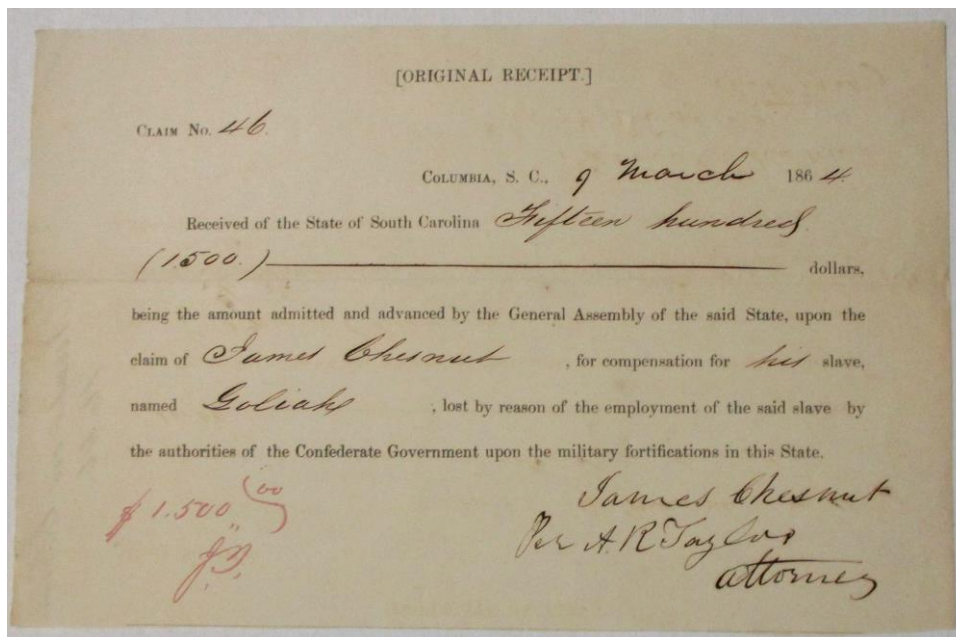 [ORIGINAL RECEIPT.]
CLAIM No. 46.
COLUMBIA, S. C., 9 March 1864.
Received of the State of South Carolina Fifteen hundred
(1.500.) dollars,
being the amount admitted and advanced by the General Assembly of the said State, upon the
claim of James Chesnut , for compensation for his slave,
named Goliah , lost by reason of the employment of the said slave by
the authorities of the Confederate Government upon the military fortifications in this State.
$1.500 00
James Chesnut
Per A. R Taylor
attorney